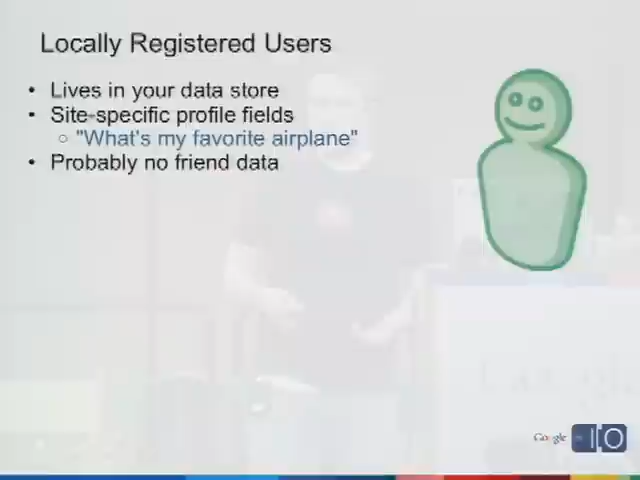 Locally Registered Users
• Lives in your data store
• Site-specific profile fields
○ "What's my favorite airplane"
• Probably no friend data
Google IO